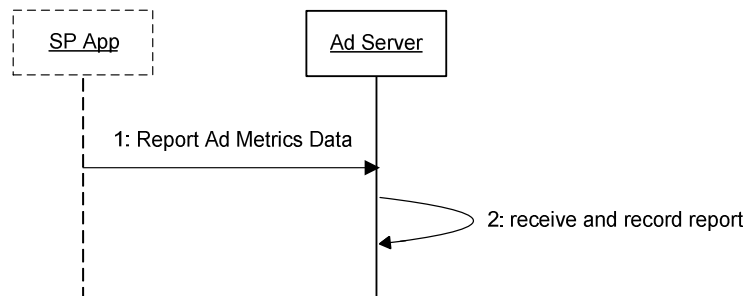 SP App
Ad Server
1: Report Ad Metrics Data
2: receive and record report